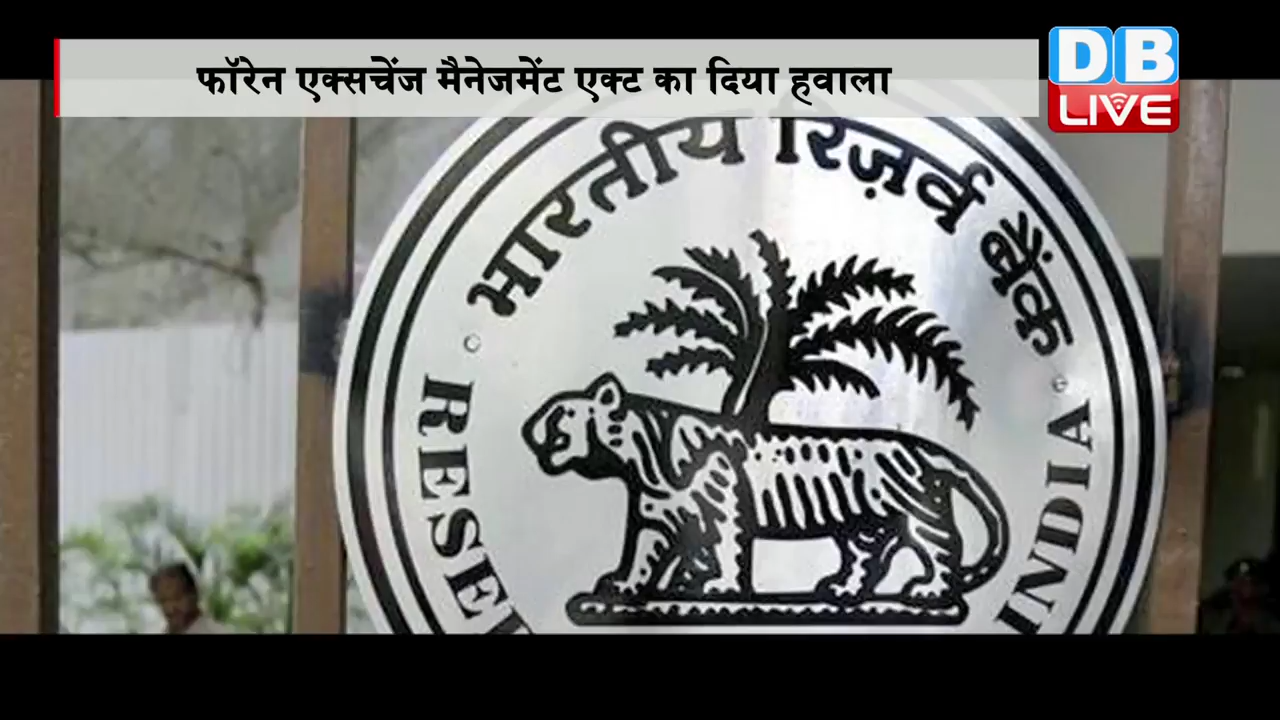 फॉरेन एक्सचेंज मैनेजमेंट एक्ट का दिया हवाला
DB
LIVE
भारतीय रिज़र्व बैंक
RESE
INDIA